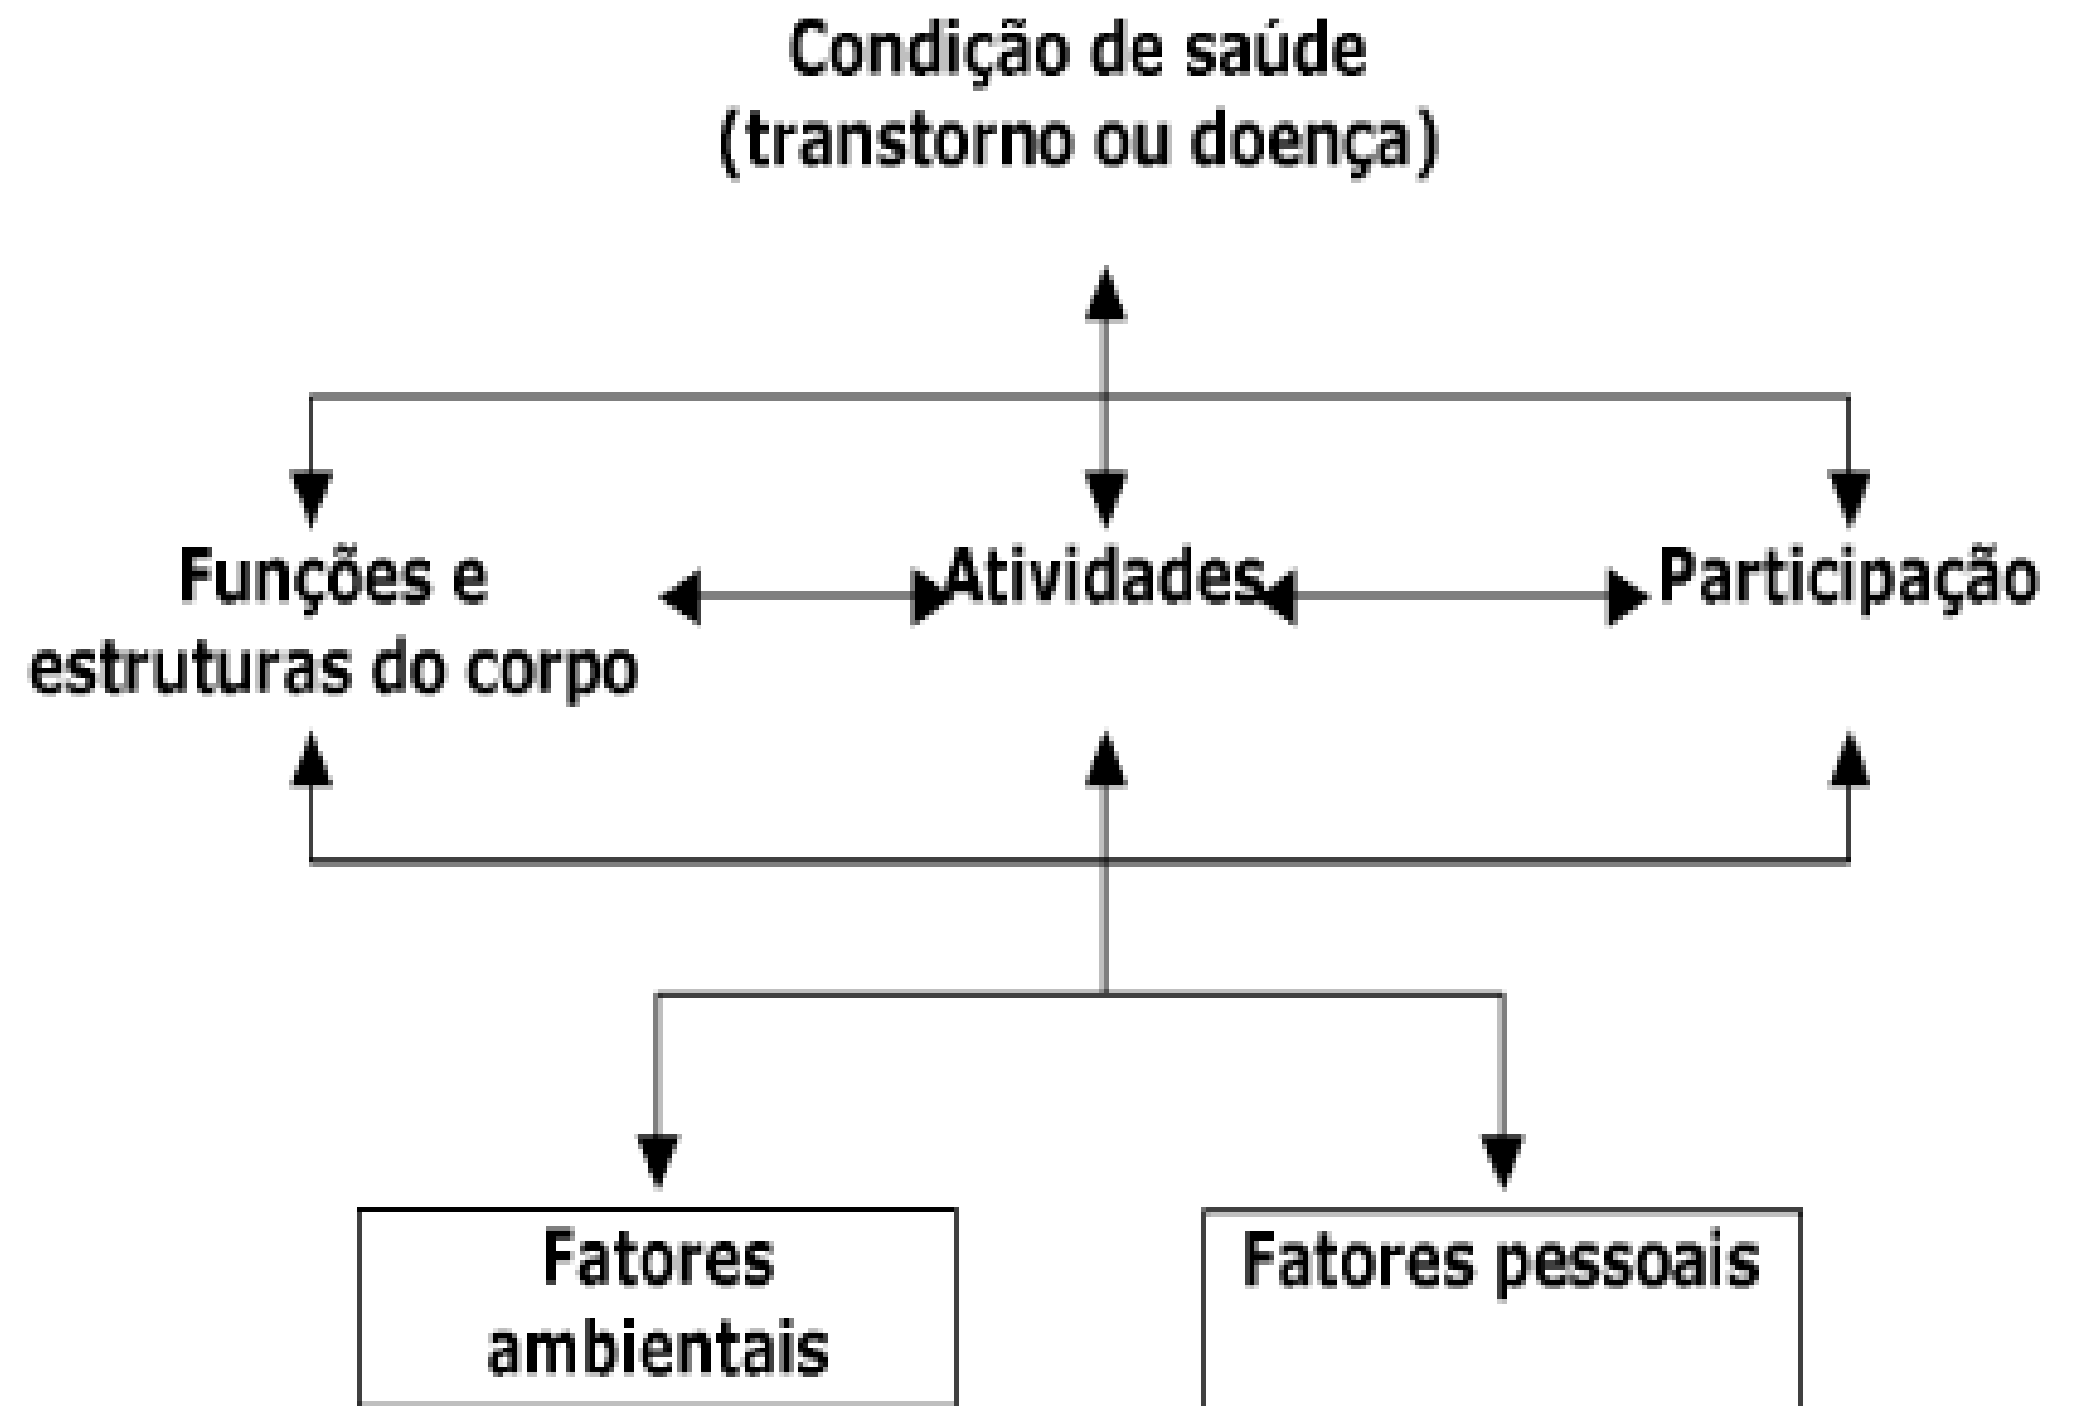 Condição de saúde
(transtorno ou doença)
Funções e
estruturas do corpo
Atividades
Participação
Fatores
ambientais
Fatores pessoais